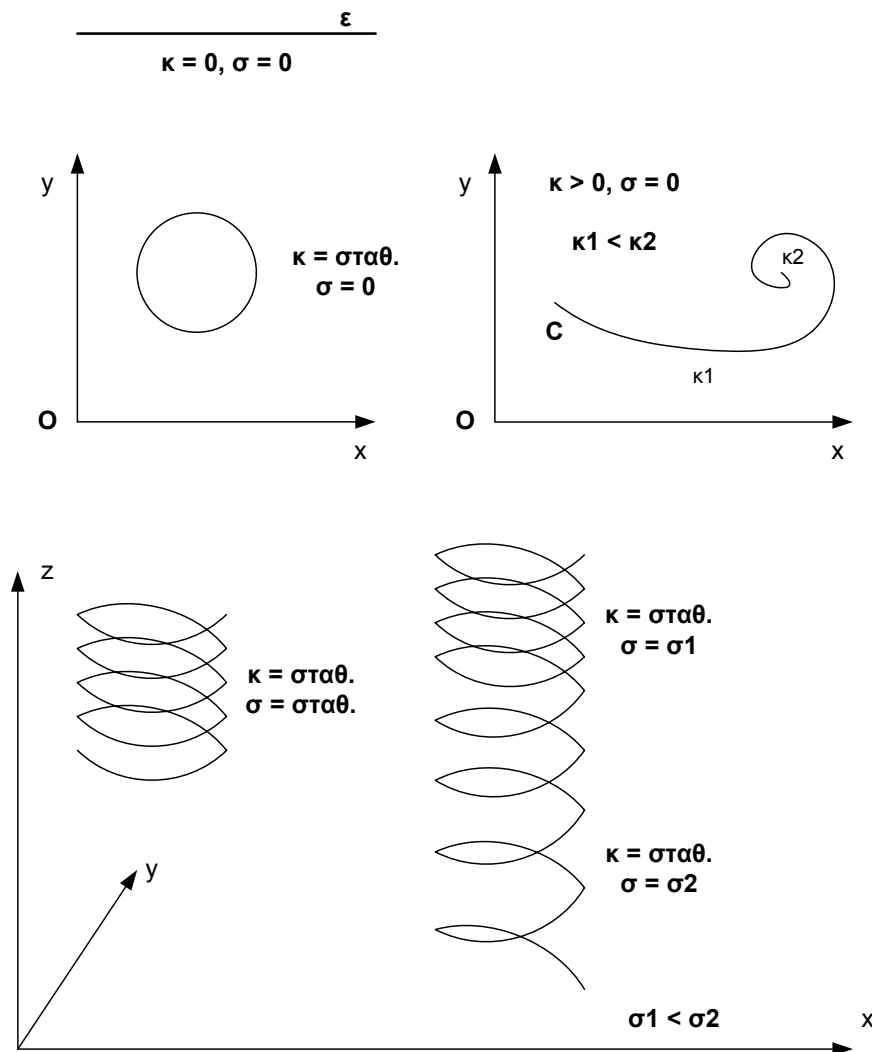 ε
κ = 0, σ = 0
y
κ = σταθ.
σ = 0
O
x
y
κ > 0, σ = 0
κ1 < κ2
κ2
C
κ1
O
x
z
κ = σταθ.
σ = σταθ.
y
κ = σταθ.
σ = σ1
κ = σταθ.
σ = σ2
σ1 < σ2
x